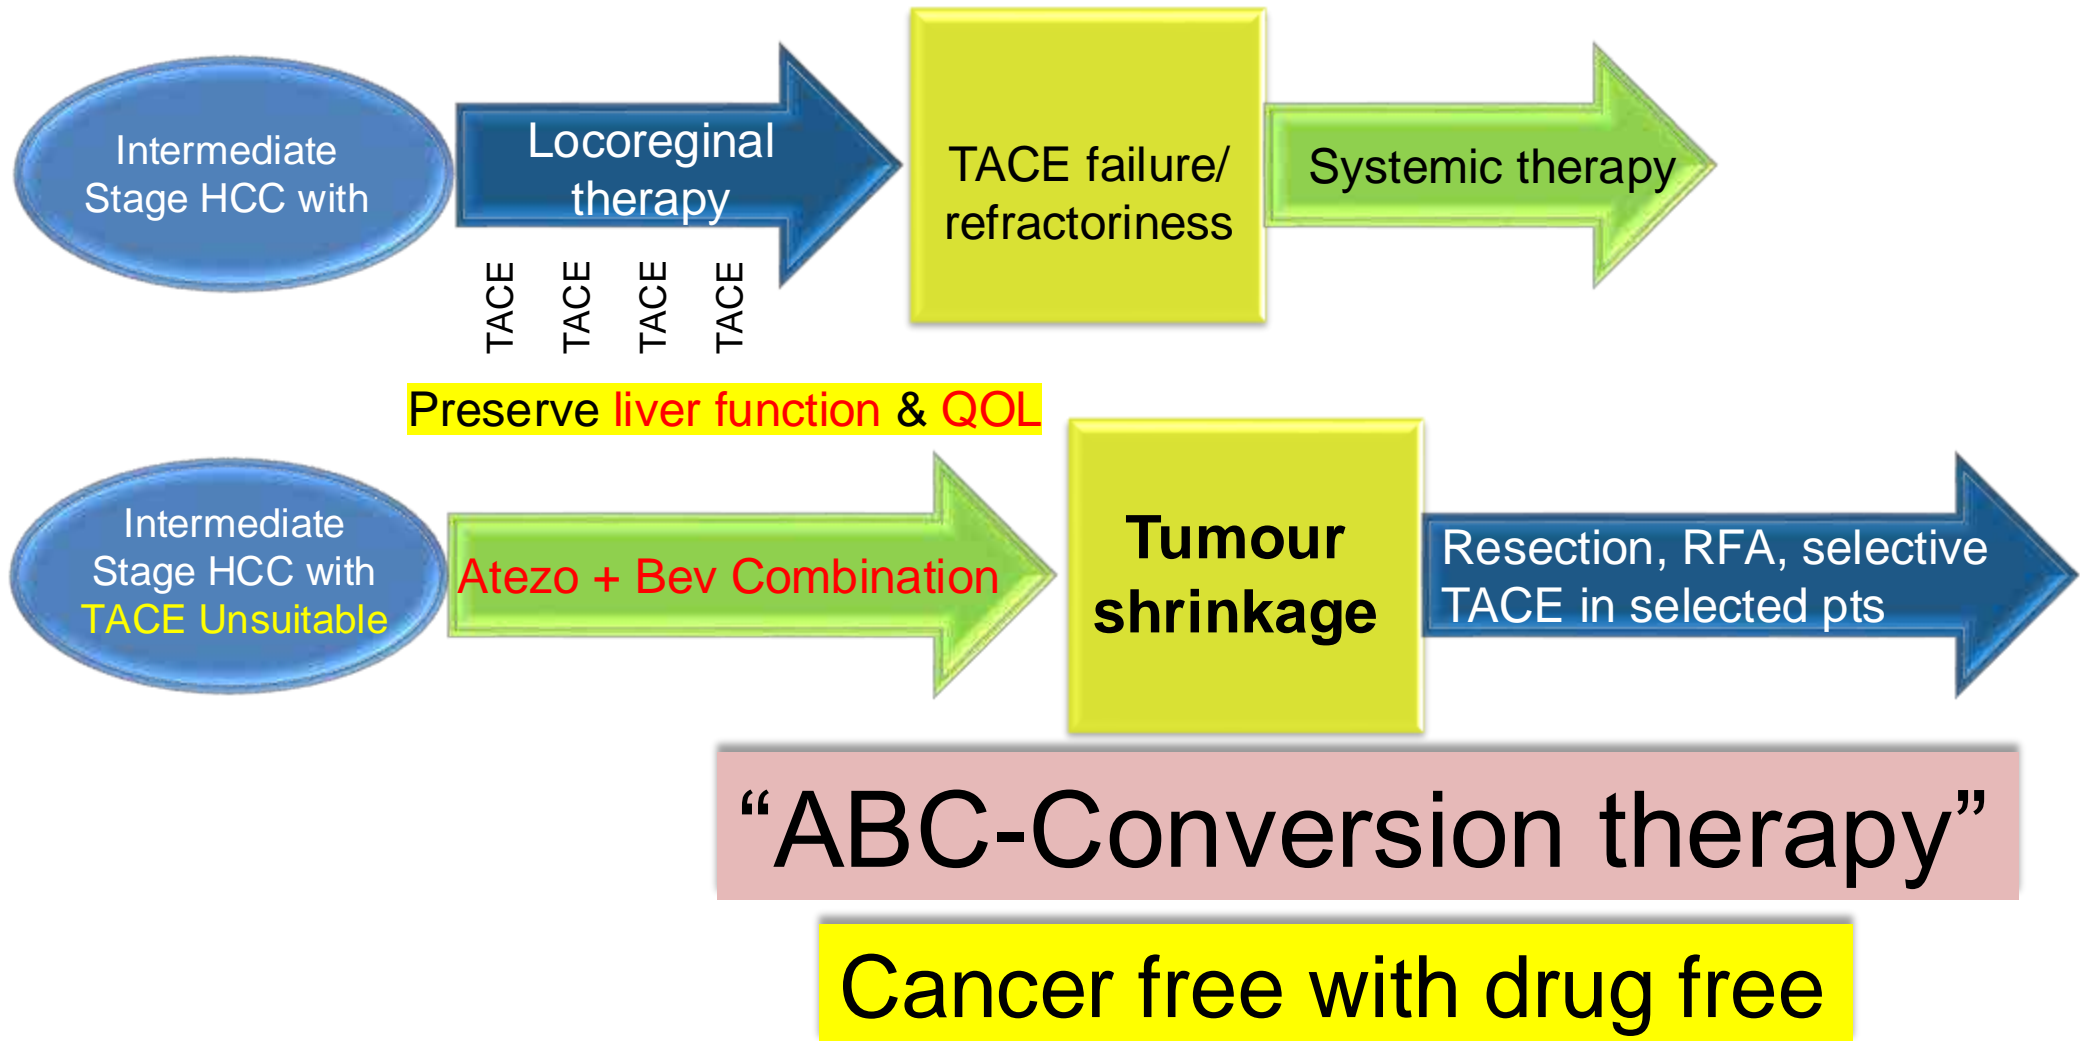 Intermediate
Stage HCC with
Locoreginal
therapy
TACE
TACE
TACE
TACE
TACE failure/
refractoriness
Systemic therapy
Preserve liver function & QOL
Intermediate
Stage HCC with
TACE Unsuitable
Atezo + Bev Combination
Tumour
shrinkage
Resection, RFA, selective
TACE in selected pts
“ABC-Conversion therapy”
Cancer free with drug free